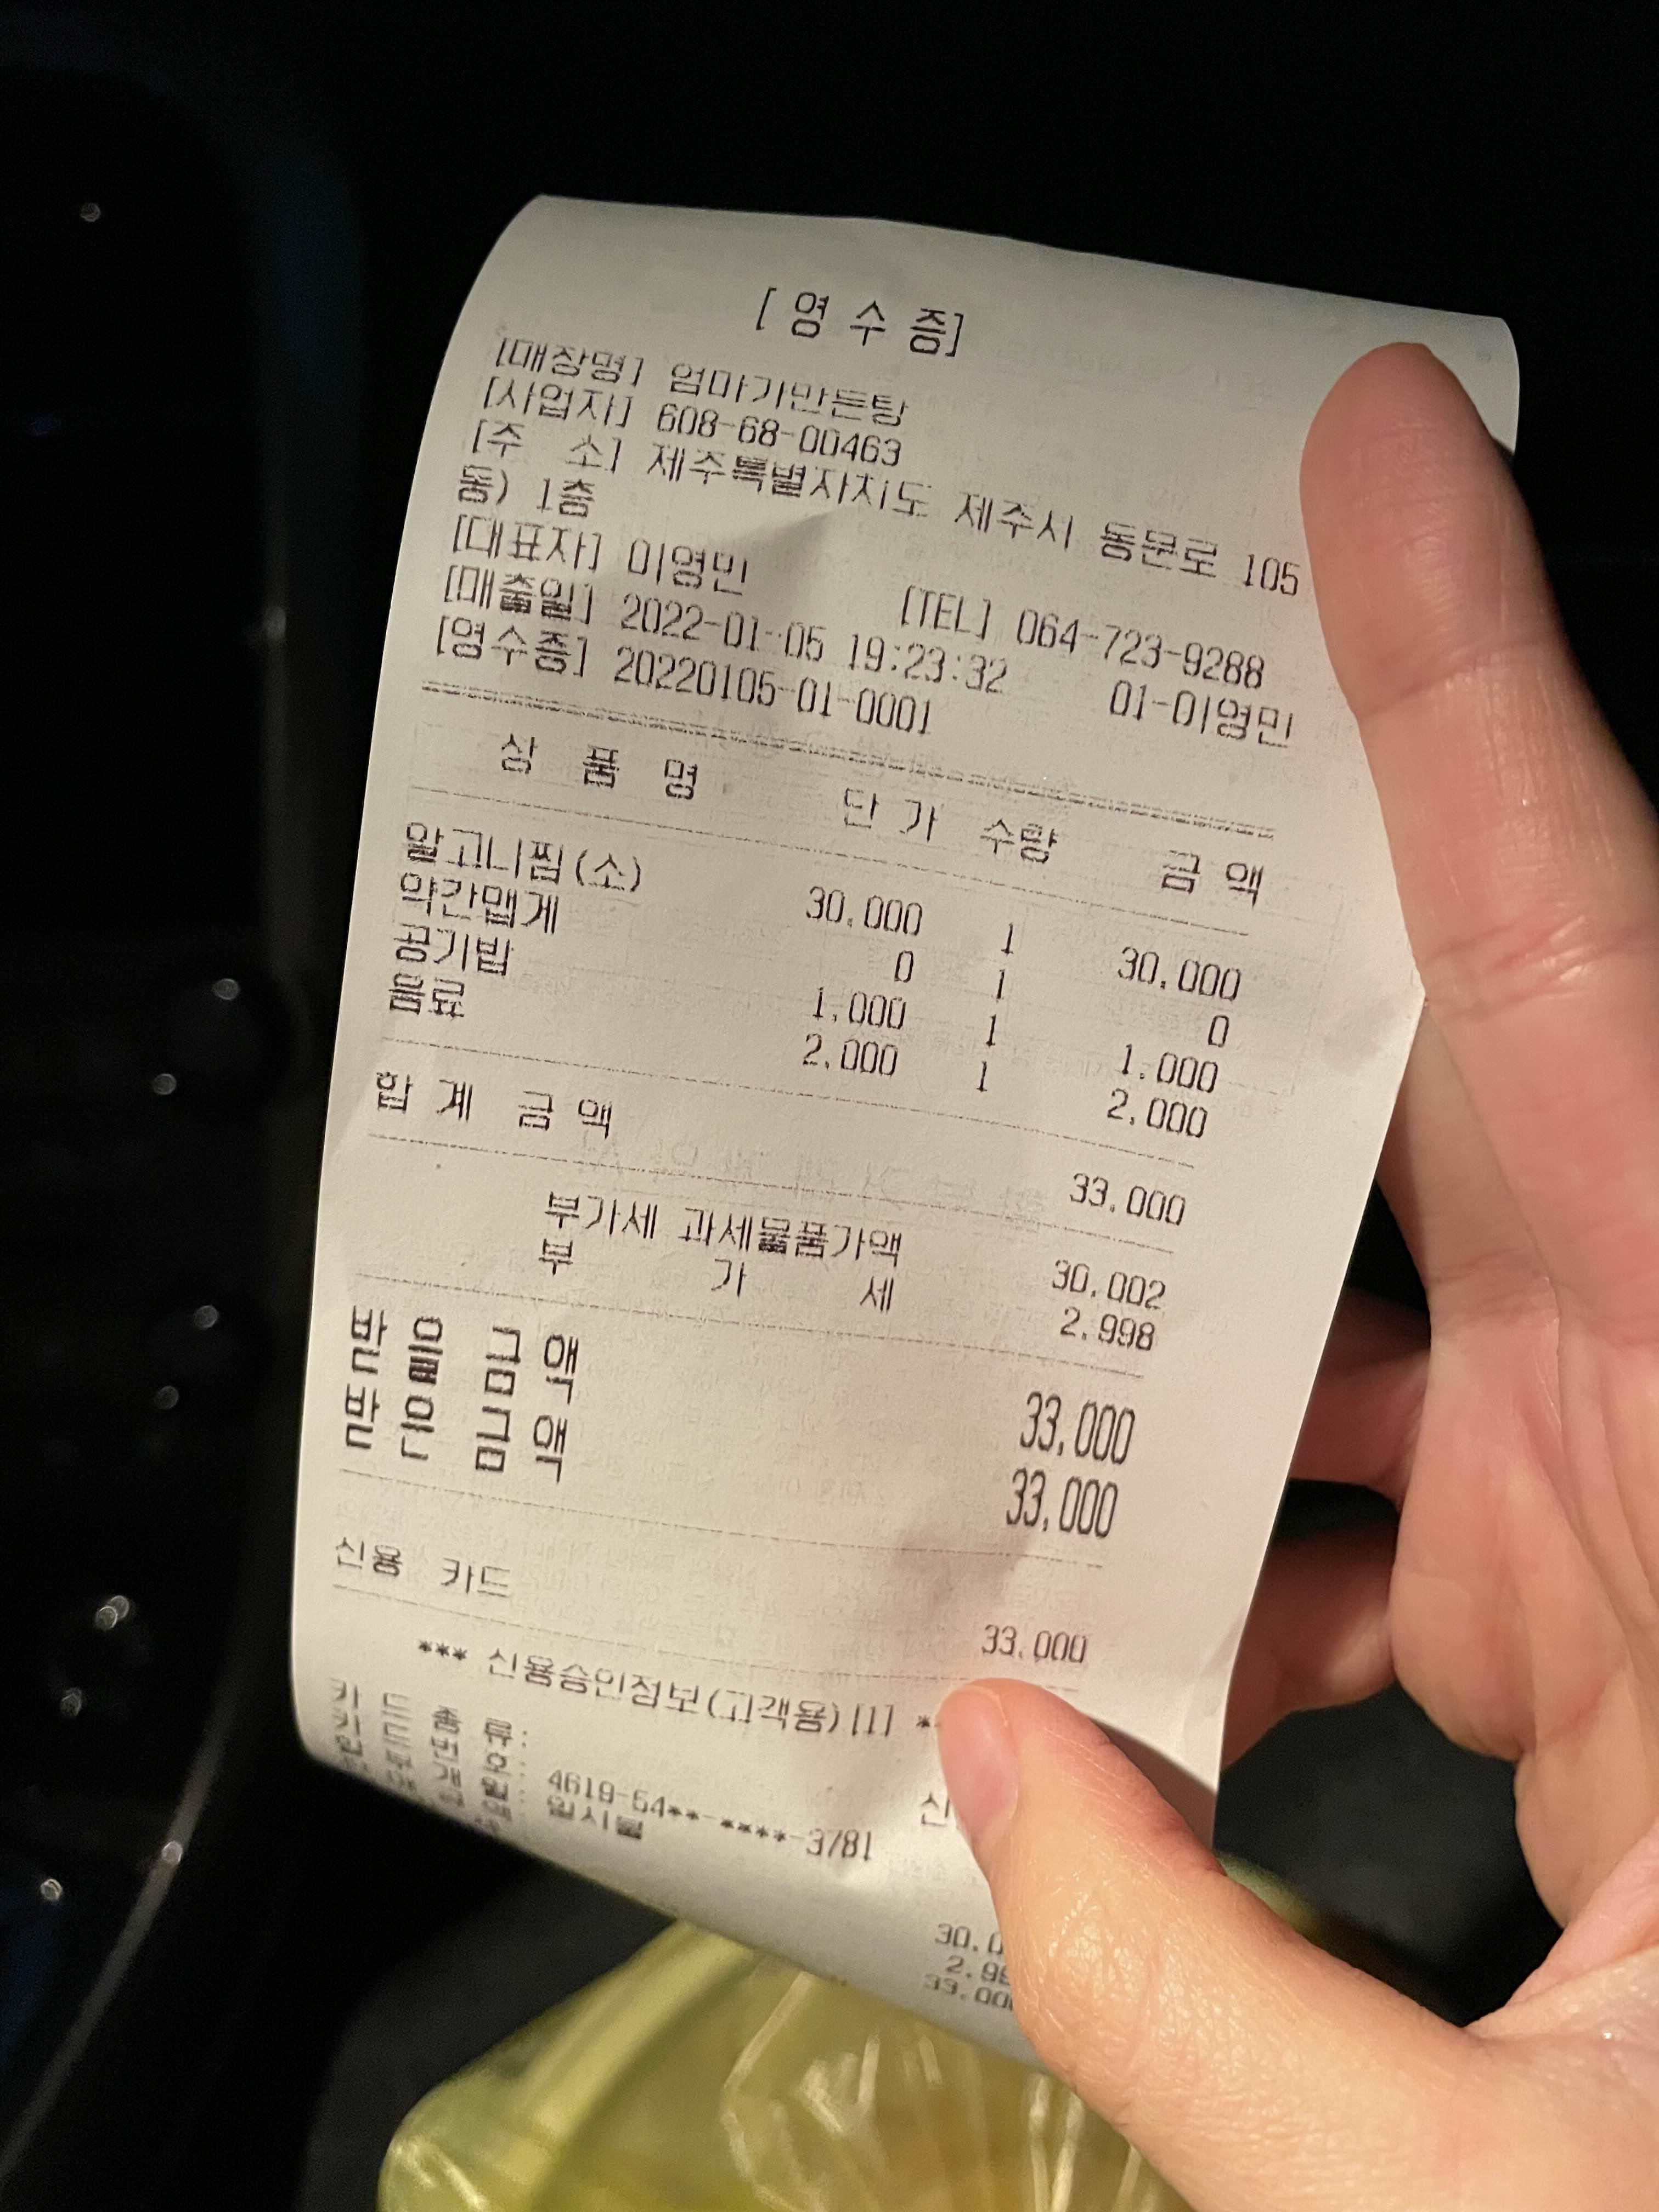 [ 영 수 증]
[매장명] 엄마가만든탕
[사업자] 608-68-00463
[주 소] 제주특별자치도 제주시 동문로 105
동) 1층
[대표자] 이영민 [TEL] 064-723-9288
[매출일] 2022-01-05 19:23:32 01-이영민
[영수증] 20220105-01-0001
상 품 명 단 가 수량 금 액
알고니찜(소) 30,000 1 30,000
약간맵게 0 1 0
공기밥 1,000 1 1,000
음료 2,000 1 2,000
합 계 금 액 33,000
부가세 과세물품가액 30,002
부 가 세 2,998
받 을 금 액 33,000
받 은 금 액 33,000
신용 카드 33,000
*** 신용승인정보(고객용)[1] *
카 드 종 류: 신
카 드 번 호: 4619-54**-****-3781
할 부 개 월: 일시불
30,0
2,99
33,000